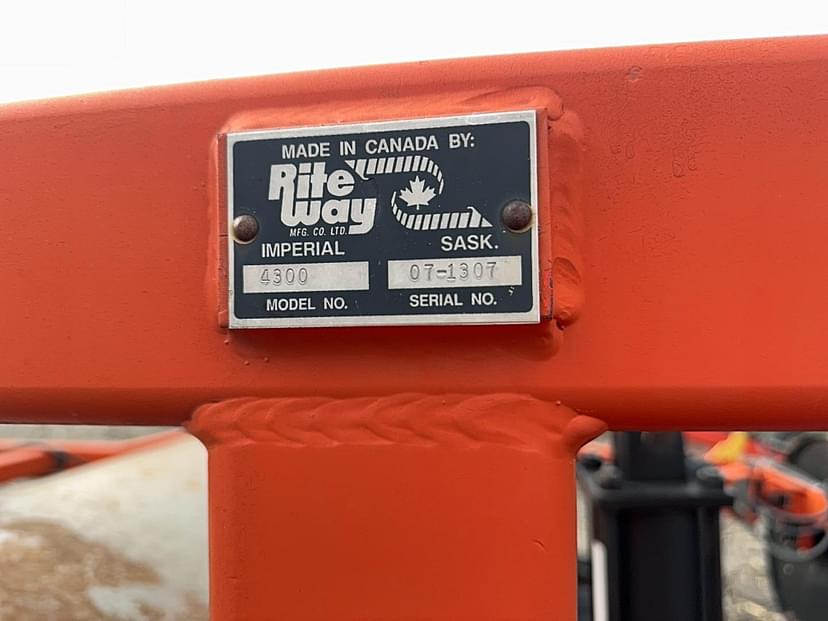 MADE IN CANADA BY:
Rite Way
MFG. CO. LTD.
IMPERIAL SASK.
4300 07-1307
MODEL NO. SERIAL NO.